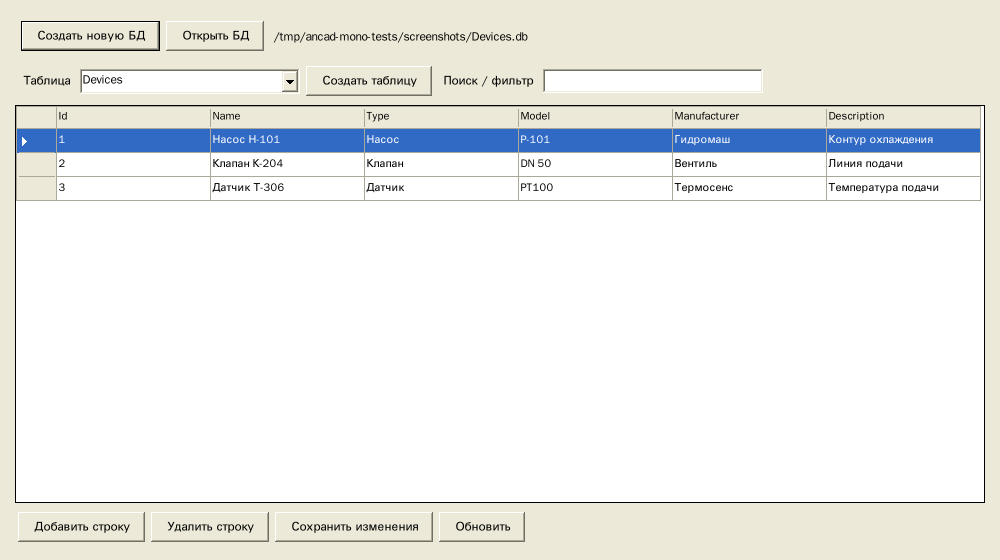 Создать новую БД Открыть БД /tmp/ancad-mono-tests/screenshots/Devices.db
Таблица Devices Создать таблицу Поиск / фильтр
Id Name Type Model Manufacturer Description
1 Насос Н-101 Насос Р-101 Гидромаш Контур охлаждения
2 Клапан К-204 Клапан DN 50 Вентиль Линия подачи
3 Датчик Т-306 Датчик PT100 Термосенс Температура подачи
Добавить строку Удалить строку Сохранить изменения Обновить